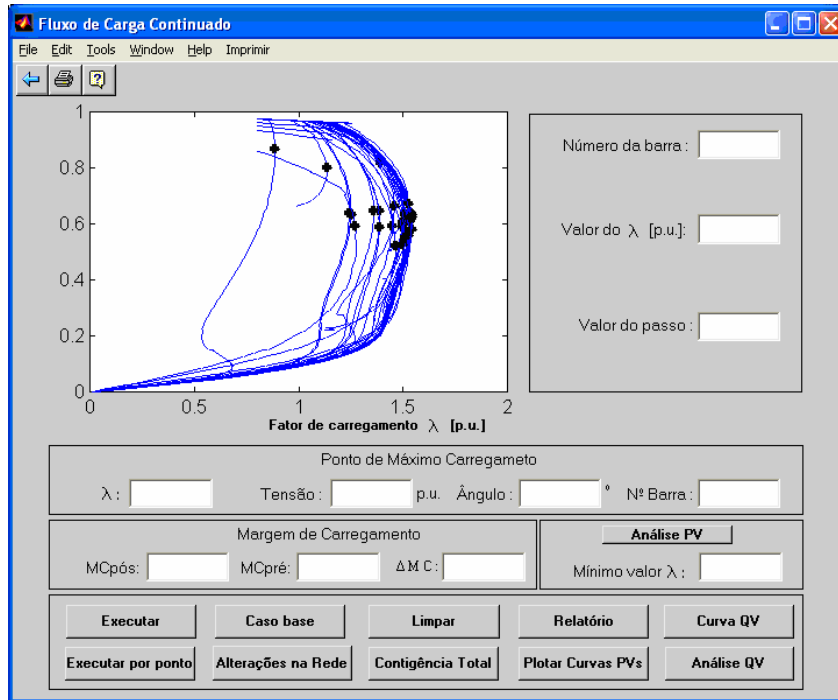 Fluxo de Carga Continuado
File Edit Tools Window Help Imprimir
1
0.8
0.6
0.4
0.2
0
0 0.5 1 1.5 2
Fator de carregamento λ [p.u.]
Número da barra :
Valor do λ [p.u.]:
Valor do passo :
Ponto de Máximo Carregameto
λ : Tensão : p.u. Ângulo : º Nº Barra :
Margem de Carregamento
MCpós: MCpré: Δ M C :
Análise PV
Mínimo valor λ :
Executar Caso base Limpar Relatório Curva QV
Executar por ponto Alterações na Rede Contigência Total Plotar Curvas PVs Análise QV